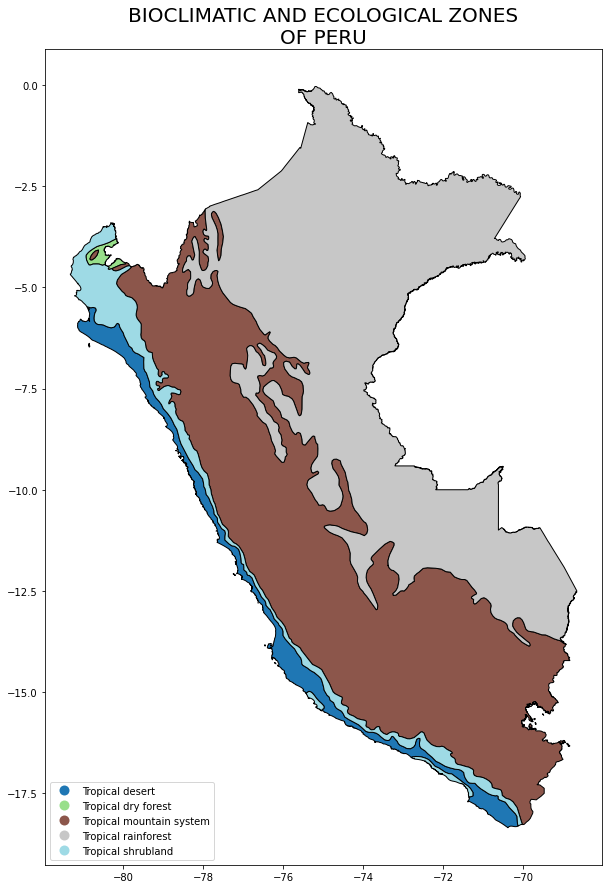 BIOCLIMATIC AND ECOLOGICAL ZONES
OF PERU
0.0
−2.5
−5.0
−7.5
−10.0
−12.5
−15.0
−17.5
Tropical desert
Tropical dry forest
Tropical mountain system
Tropical rainforest
Tropical shrubland
−80
−78
−76
−74
−72
−70